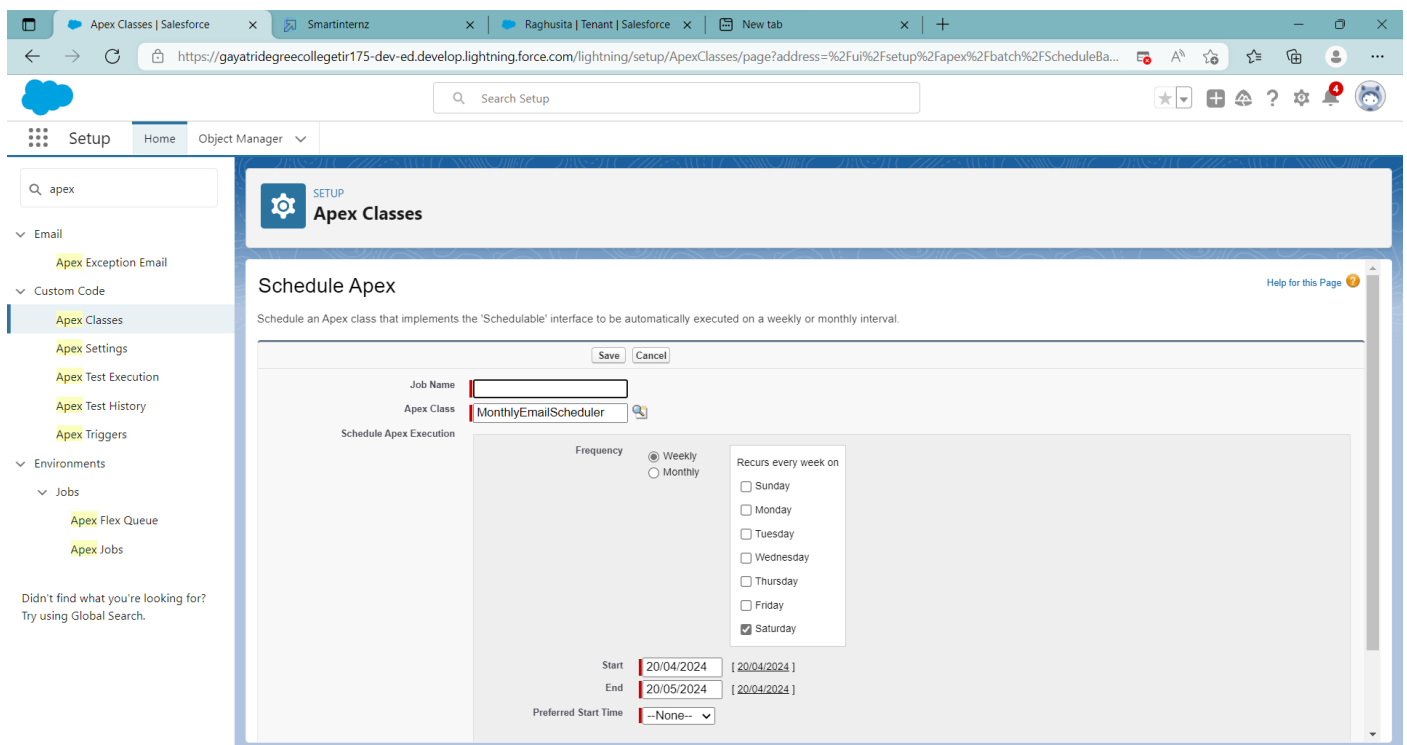 Apex Classes | Salesforce
Smartinternz
Raghusita | Tenant | Salesforce
New tab
https://gayatridegreecollegetir175-dev-ed.develop.lightning.force.com/lightning/setup/ApexClasses/page?address=%2Fui%2Fsetup%2Fapex%2Fbatch%2FScheduleBa...
Search Setup
4
Setup
Home
Object Manager
apex
Email
Apex Exception Email
Custom Code
Apex Classes
Apex Settings
Apex Test Execution
Apex Test History
Apex Triggers
Environments
Jobs
Apex Flex Queue
Apex Jobs
Didn't find what you're looking for?
Try using Global Search.
SETUP
Apex Classes
Schedule Apex
Help for this Page
Schedule an Apex class that implements the 'Schedulable' interface to be automatically executed on a weekly or monthly interval.
Save Cancel
Job Name
Apex Class MonthlyEmailScheduler
Schedule Apex Execution
Frequency
Weekly
Monthly
Recurs every week on
Sunday
Monday
Tuesday
Wednesday
Thursday
Friday
Saturday
Start 20/04/2024 [ 20/04/2024 ]
End 20/05/2024 [ 20/04/2024 ]
Preferred Start Time --None--